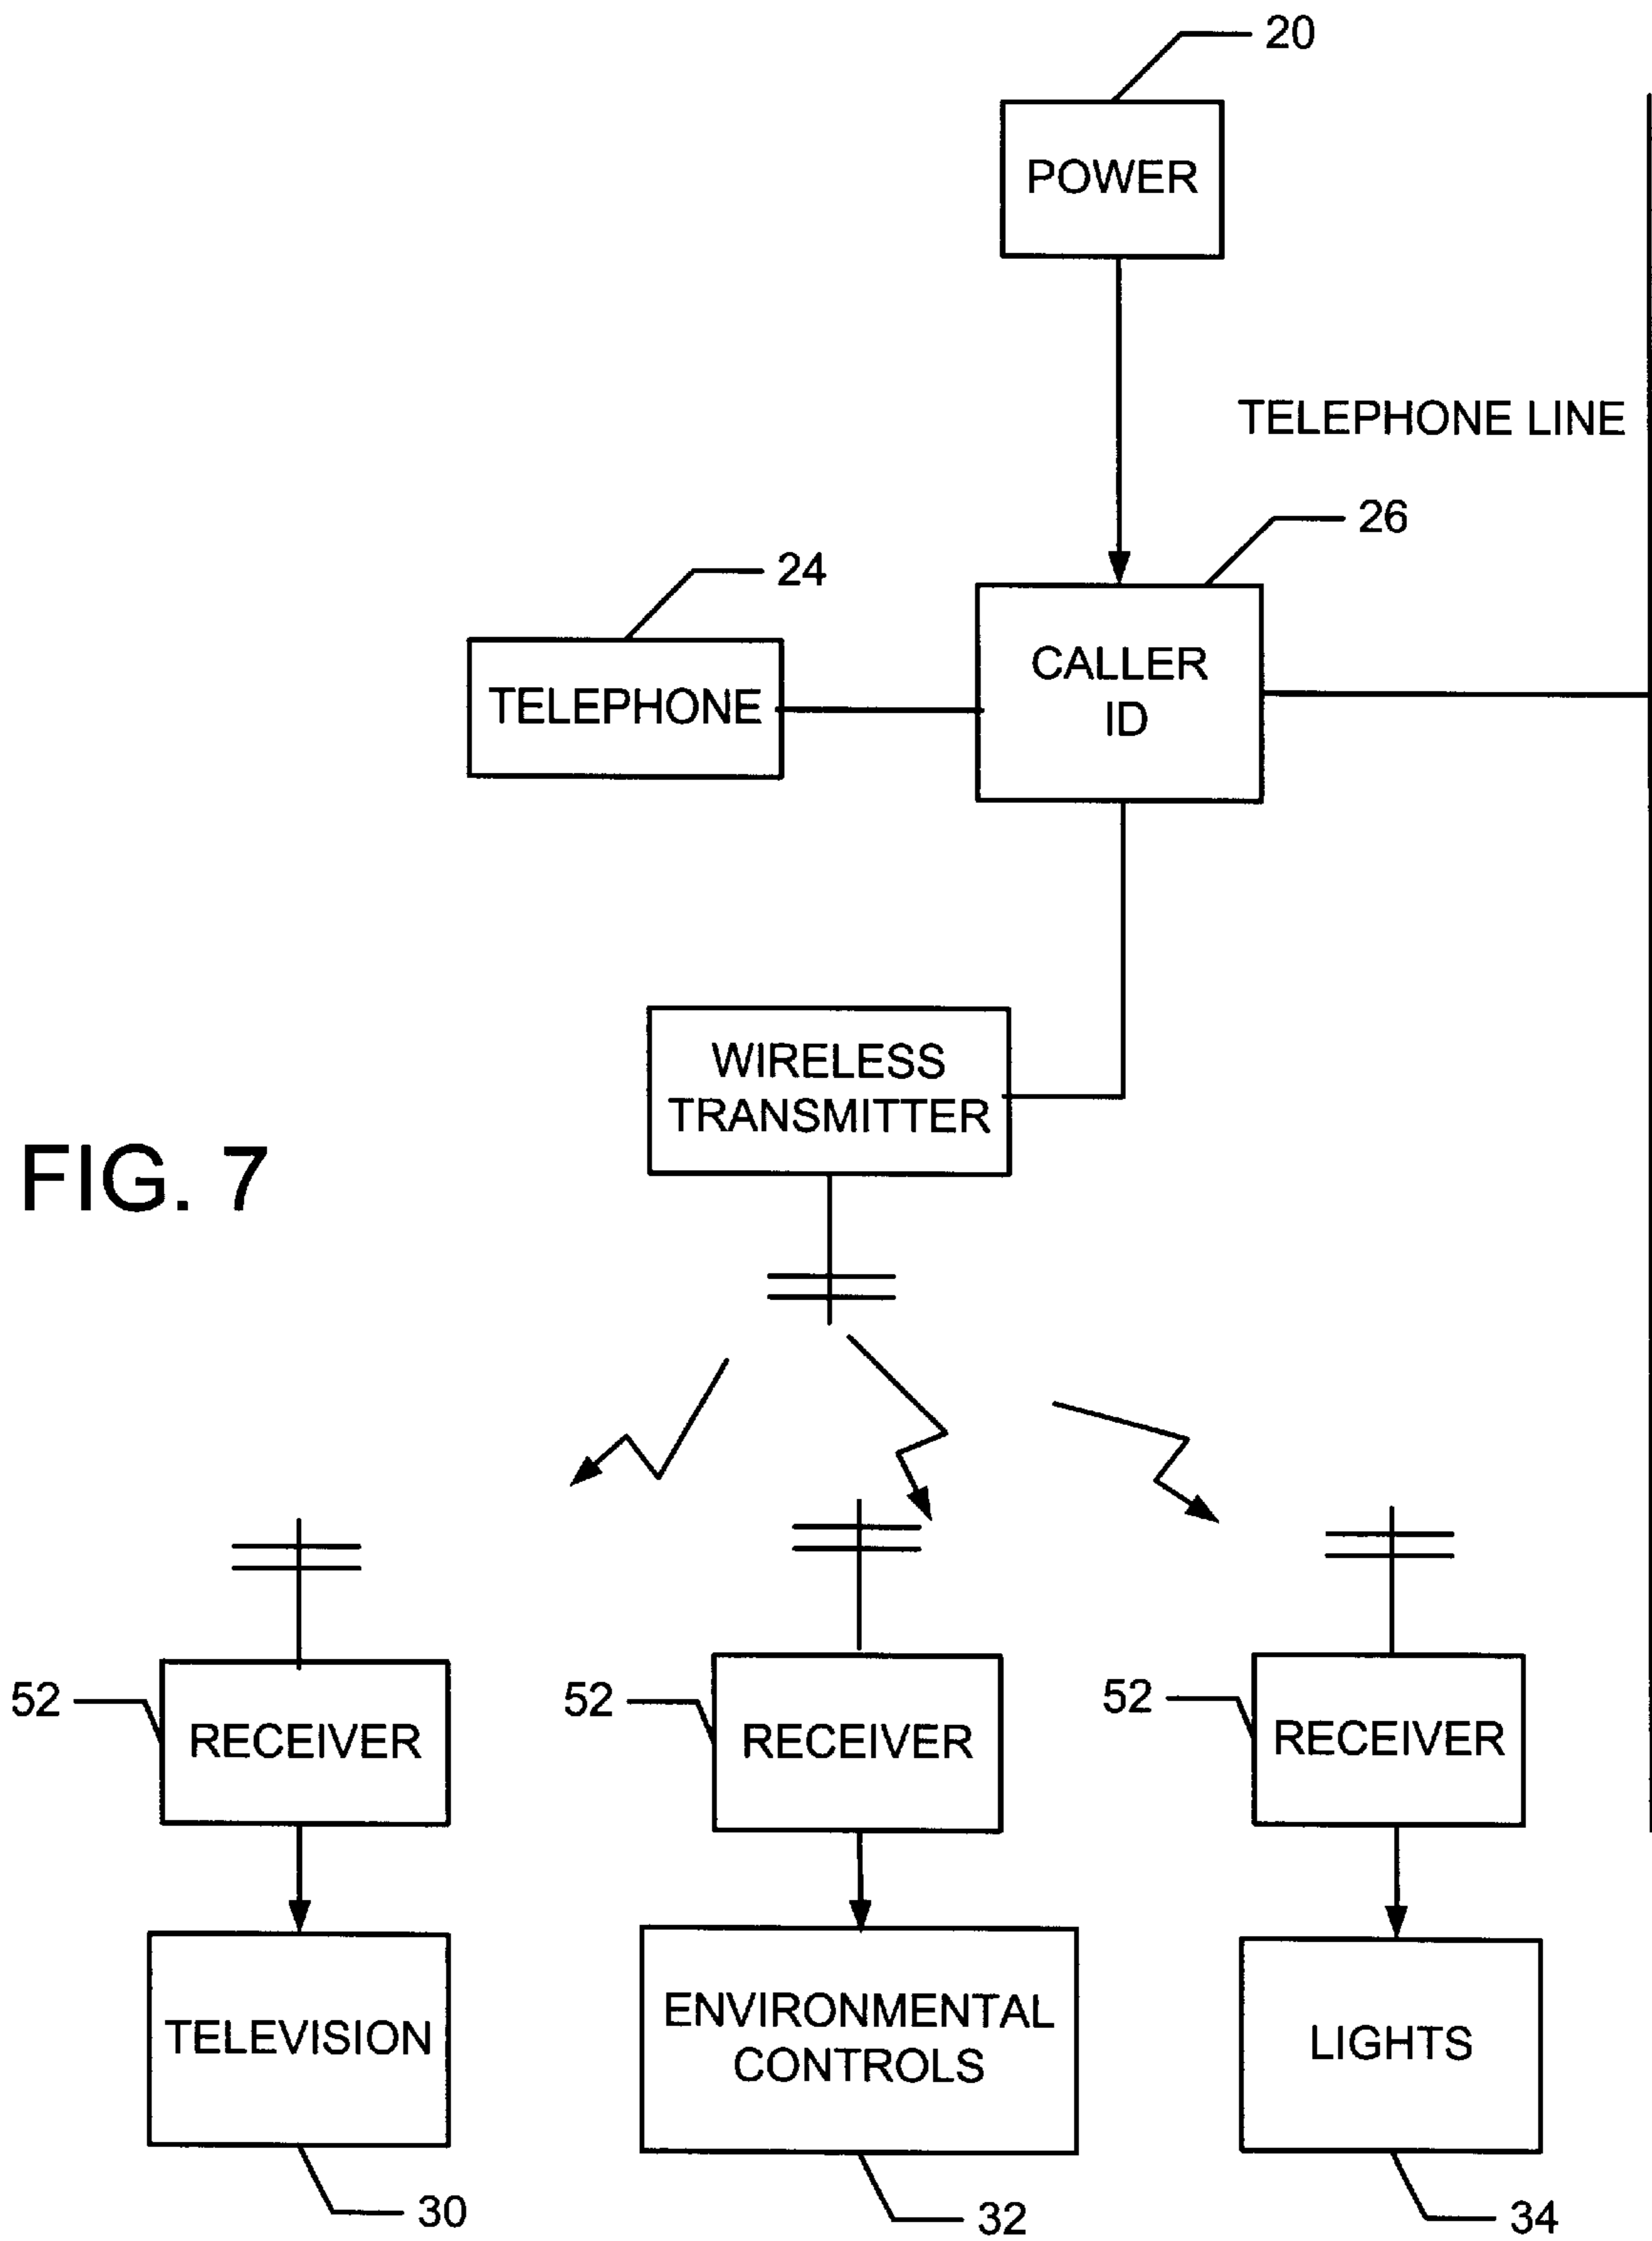 20
POWER
TELEPHONE LINE
26
24
CALLER
ID
TELEPHONE
WIRELESS
TRANSMITTER
FIG. 7
52
RECEIVER
52
RECEIVER
52
RECEIVER
TELEVISION
ENVIRONMENTAL
CONTROLS
LIGHTS
30
32
34